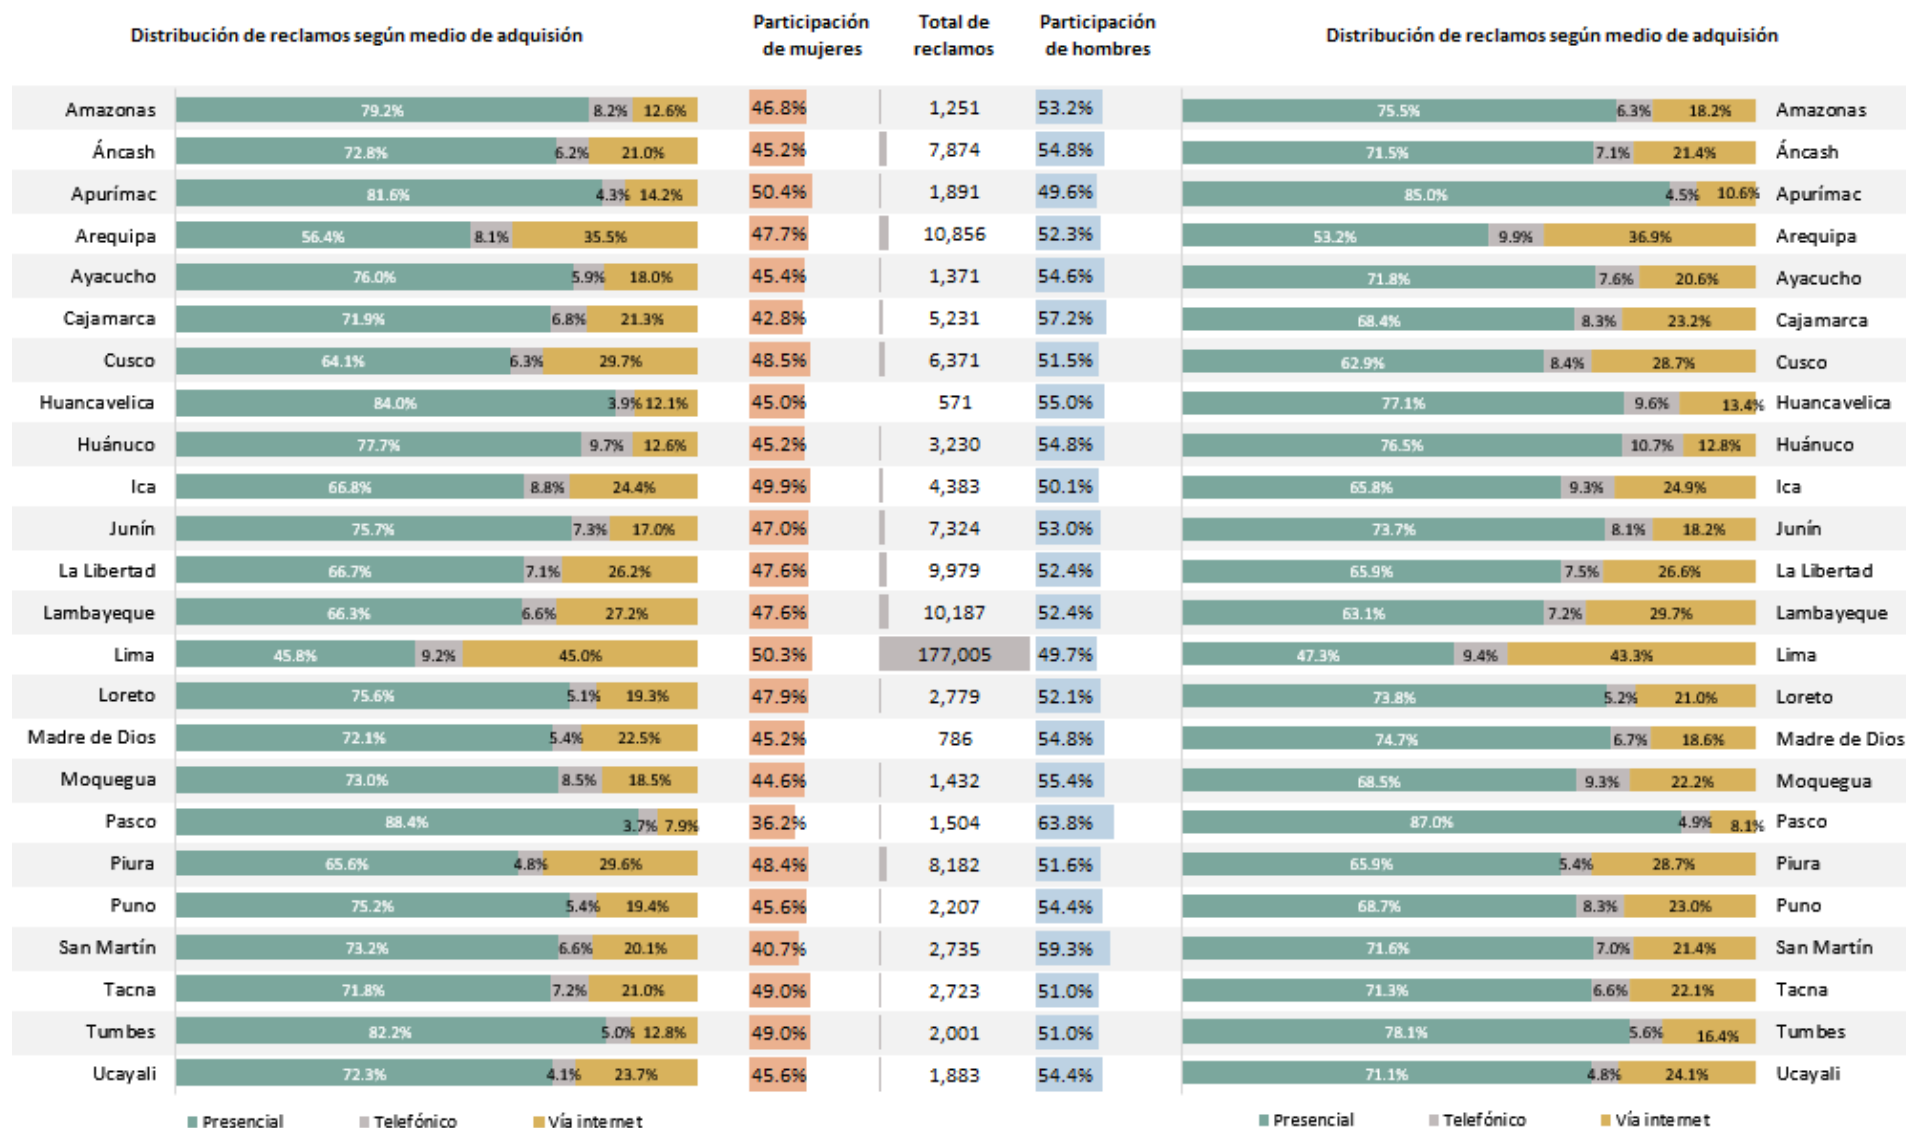 Distribución de reclamos según medio de adquisión Participación de mujeres Total de reclamos Participación de hombres Distribución de reclamos según medio de adquisión
Amazonas 79.2% 8.2% 12.6% 46.8% 1,251 53.2% 75.5% 6.3% 18.2% Amazonas
Áncash 72.8% 6.2% 21.0% 45.2% 7,874 54.8% 71.5% 7.1% 21.4% Áncash
Apurímac 81.6% 4.3% 14.2% 50.4% 1,891 49.6% 85.0% 4.5% 10.6% Apurímac
Arequipa 56.4% 8.1% 35.5% 47.7% 10,856 52.3% 53.2% 9.9% 36.9% Arequipa
Ayacucho 76.0% 5.9% 18.0% 45.4% 1,371 54.6% 71.8% 7.6% 20.6% Ayacucho
Cajamarca 71.9% 6.8% 21.3% 42.8% 5,231 57.2% 68.4% 8.3% 23.2% Cajamarca
Cusco 64.1% 6.3% 29.7% 48.5% 6,371 51.5% 62.9% 8.4% 28.7% Cusco
Huancavelica 84.0% 3.9% 12.1% 45.0% 571 55.0% 77.1% 9.6% 13.4% Huancavelica
Huánuco 77.7% 9.7% 12.6% 45.2% 3,230 54.8% 76.5% 10.7% 12.8% Huánuco
Ica 66.8% 8.8% 24.4% 49.9% 4,383 50.1% 65.8% 9.3% 24.9% Ica
Junín 75.7% 7.3% 17.0% 47.0% 7,324 53.0% 73.7% 8.1% 18.2% Junín
La Libertad 66.7% 7.1% 26.2% 47.6% 9,979 52.4% 65.9% 7.5% 26.6% La Libertad
Lambayeque 66.3% 6.6% 27.2% 47.6% 10,187 52.4% 63.1% 7.2% 29.7% Lambayeque
Lima 45.8% 9.2% 45.0% 50.3% 177,005 49.7% 47.3% 9.4% 43.3% Lima
Loreto 75.6% 5.1% 19.3% 47.9% 2,779 52.1% 73.8% 5.2% 21.0% Loreto
Madre de Dios 72.1% 5.4% 22.5% 45.2% 786 54.8% 74.7% 6.7% 18.6% Madre de Dios
Moquegua 73.0% 8.5% 18.5% 44.6% 1,432 55.4% 68.5% 9.3% 22.2% Moquegua
Pasco 88.4% 3.7% 7.9% 36.2% 1,504 63.8% 87.0% 4.9% 8.1% Pasco
Piura 65.6% 4.8% 29.6% 48.4% 8,182 51.6% 65.9% 5.4% 28.7% Piura
Puno 75.2% 5.4% 19.4% 45.6% 2,207 54.4% 68.7% 8.3% 23.0% Puno
San Martín 73.2% 6.6% 20.1% 40.7% 2,735 59.3% 71.6% 7.0% 21.4% San Martín
Tacna 71.8% 7.2% 21.0% 49.0% 2,723 51.0% 71.3% 6.6% 22.1% Tacna
Tumbes 82.2% 5.0% 12.8% 49.0% 2,001 51.0% 78.1% 5.6% 16.4% Tumbes
Ucayali 72.3% 4.1% 23.7% 45.6% 1,883 54.4% 71.1% 4.8% 24.1% Ucayali
Presencial Telefónico Vía internet Presencial Telefónico Vía internet